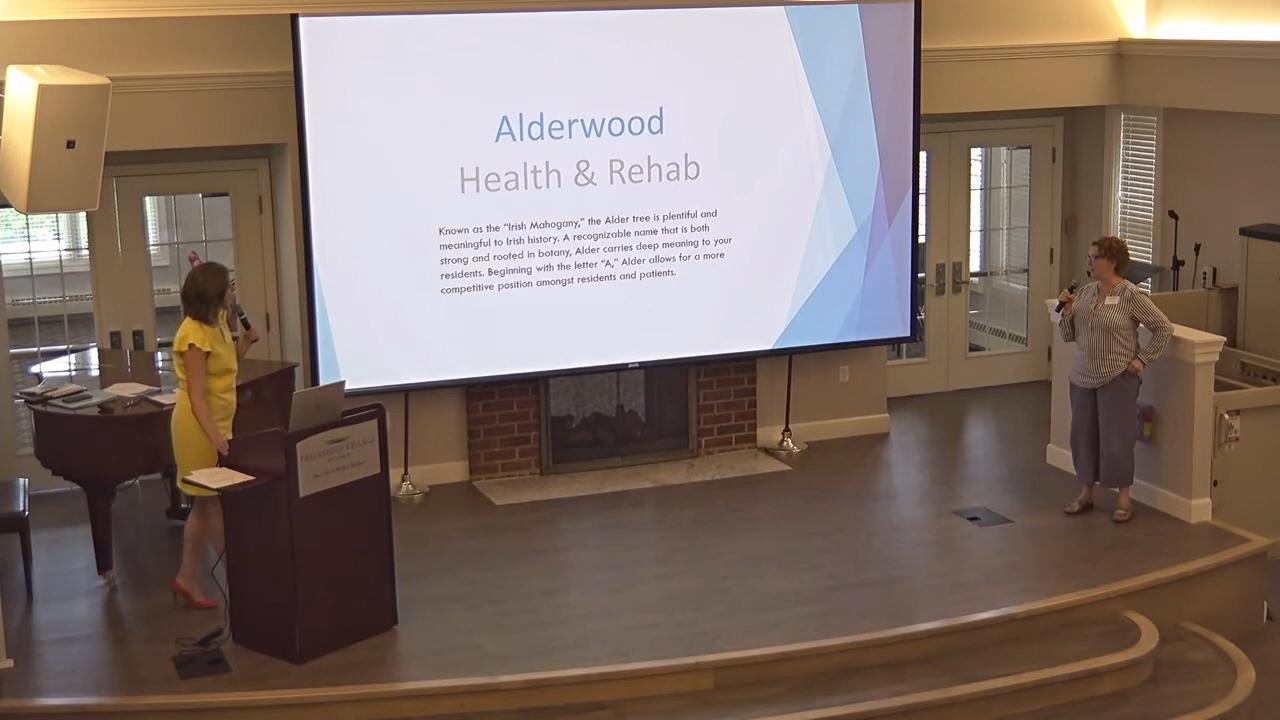 Alderwood
Health & Rehab
Known as the “Irish Mahogany,” the Alder tree is plentiful and
meaningful to Irish history. A recognizable name that is both
strong and rooted in botany, Alder carries deep meaning to your
residents. Beginning with the letter “A,” Alder allows for a more
competitive position amongst residents and patients.
FRIENDSHIP VILLAGE